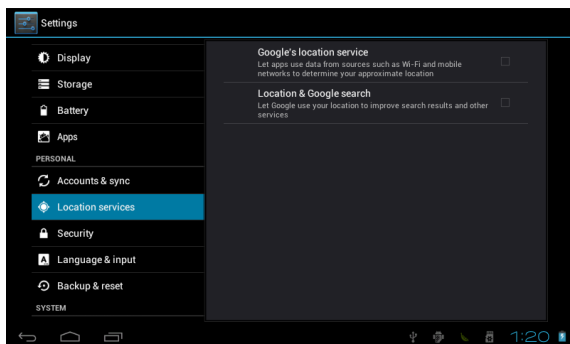 Settings
Display
Storage
Battery
Apps
PERSONAL
Accounts & sync
Location services
Security
Language & input
Backup & reset
SYSTEM
Google's location service
Let apps use data from sources such as Wi-Fi and mobile
networks to determine your approximate location
Location & Google search
Let Google use your location to improve search results and other
services
1:20